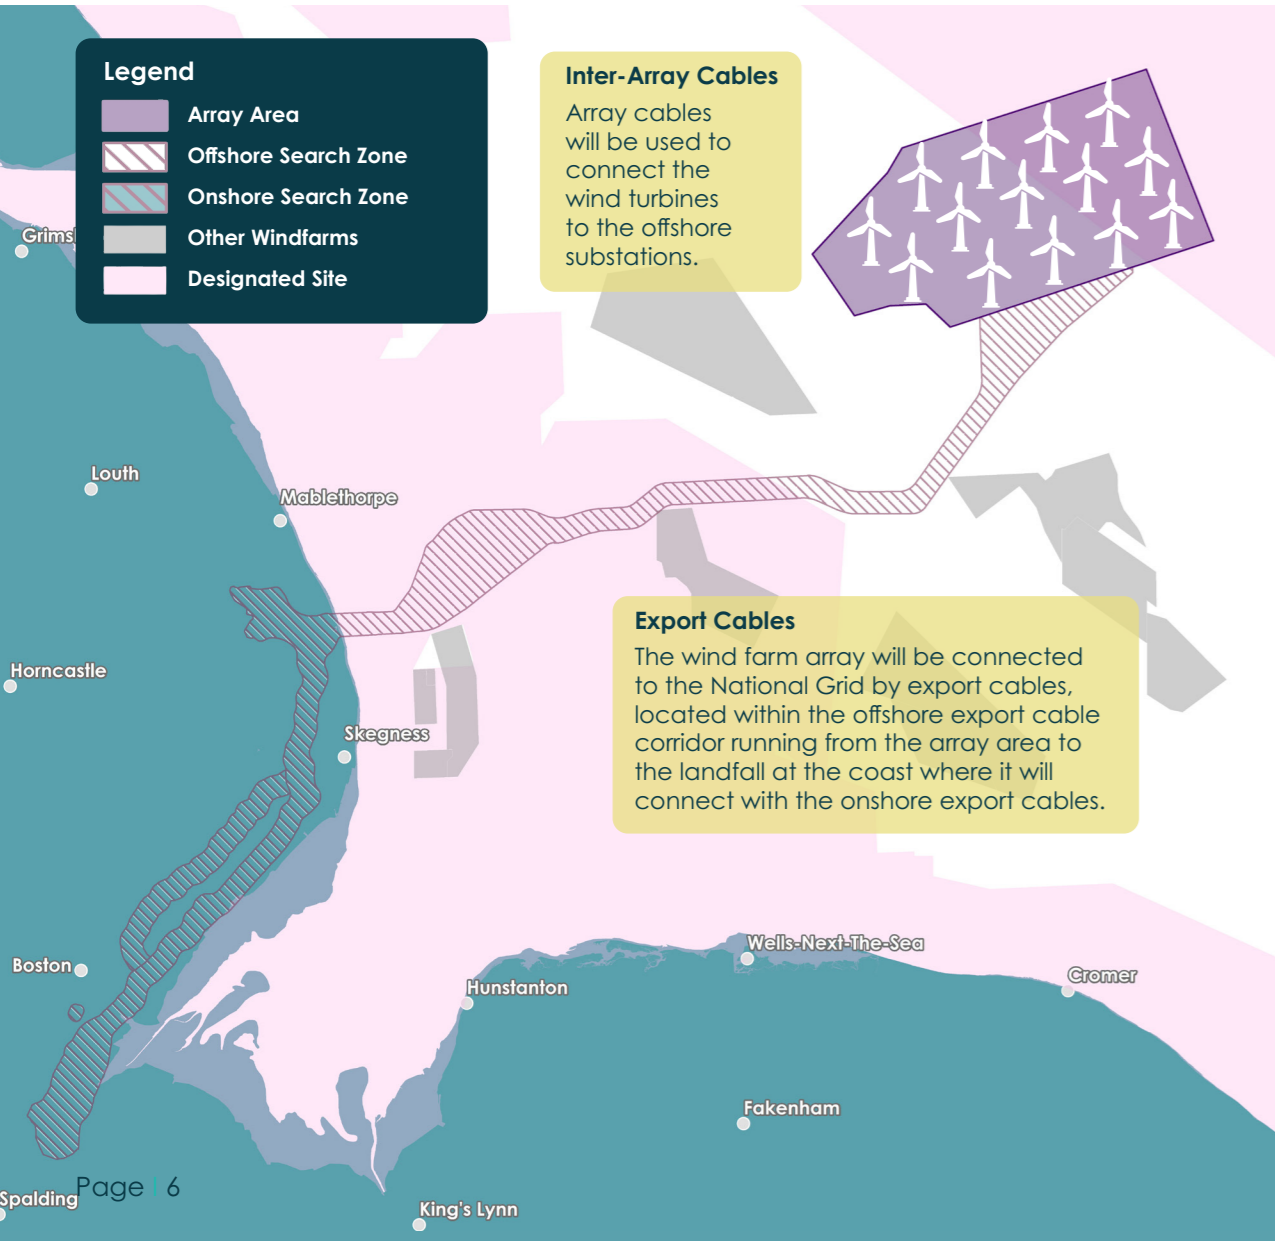 Legend
Array Area
Offshore Search Zone
Onshore Search Zone
Other Windfarms
Designated Site
Inter-Array Cables
Array cables
will be used to
connect the
wind turbines
to the offshore
substations.
Louth
Mablethorpe
Horncastle
Skegness
Export Cables
The wind farm array will be connected
to the National Grid by export cables,
located within the offshore export cable
corridor running from the array area to
the landfall at the coast where it will
connect with the onshore export cables.
Boston
Wells-Next-The-Sea
Cromer
Hunstanton
Fakenham
Spalding
Page | 6
King's Lynn